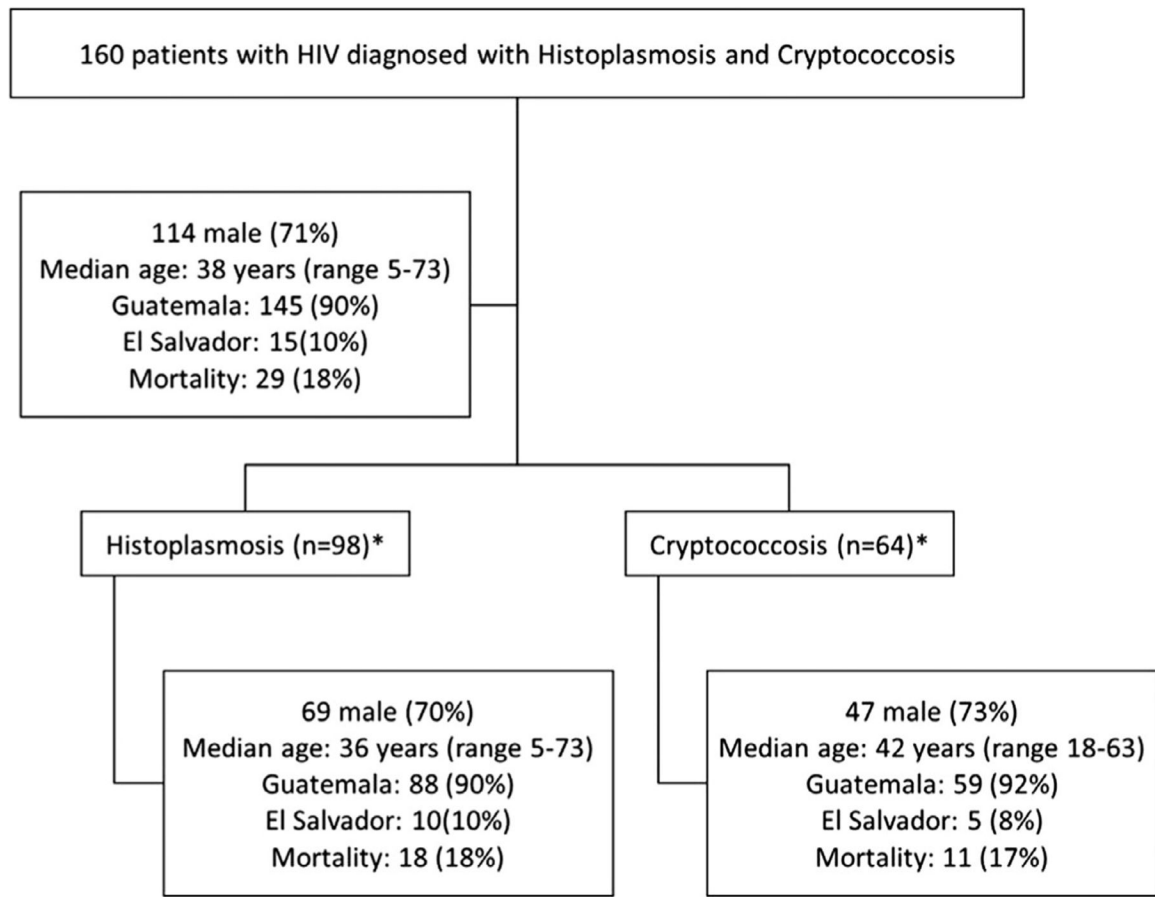 160 patients with HIV diagnosed with Histoplasmosis and Cryptococcosis
114 male (71%)
Median age: 38 years (range 5-73)
Guatemala: 145 (90%)
El Salvador: 15(10%)
Mortality: 29 (18%)
Histoplasmosis (n=98)*
Cryptococcosis (n=64)*
69 male (70%)
Median age: 36 years (range 5-73)
Guatemala: 88 (90%)
El Salvador: 10(10%)
Mortality: 18 (18%)
47 male (73%)
Median age: 42 years (range 18-63)
Guatemala: 59 (92%)
El Salvador: 5 (8%)
Mortality: 11 (17%)